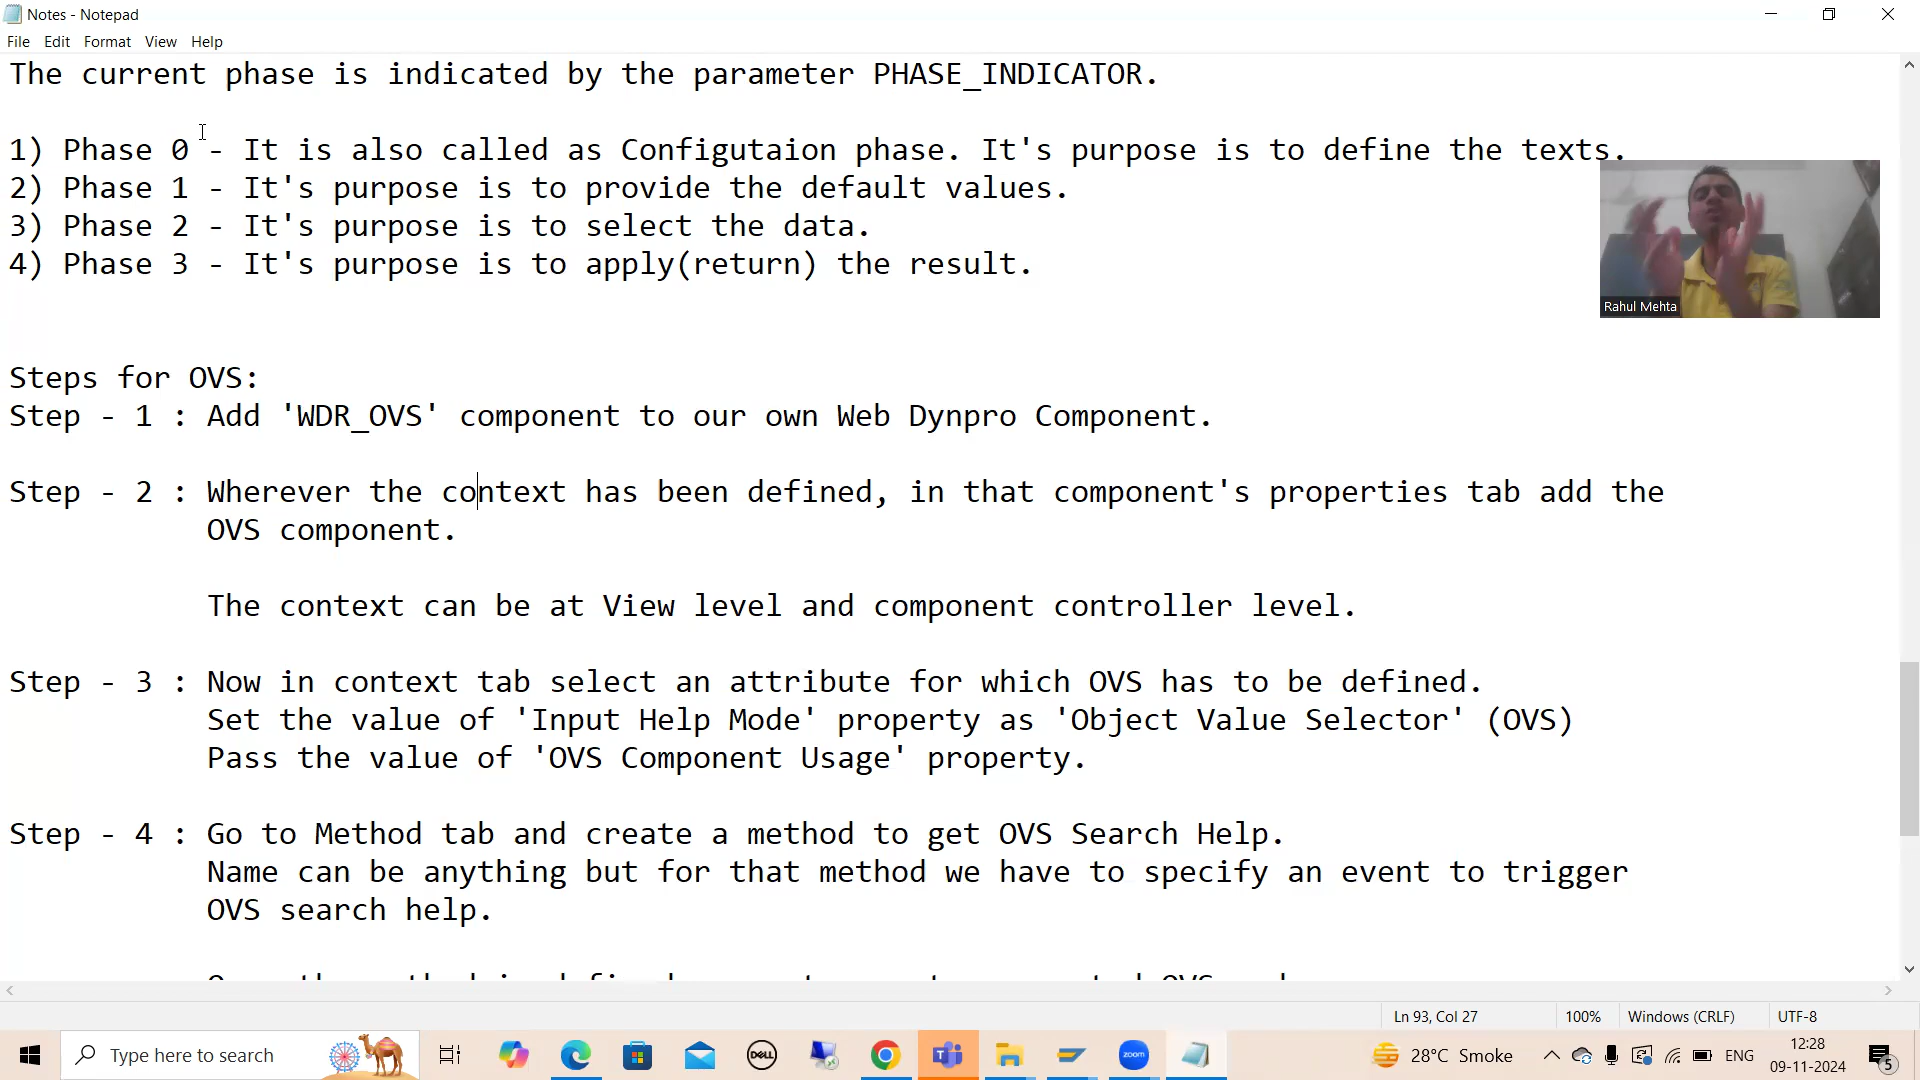 Notes - Notepad
File Edit Format View Help
The current phase is indicated by the parameter PHASE_INDICATOR.
1) Phase 0 - It is also called as Configutaion phase. It's purpose is to define the texts.
2) Phase 1 - It's purpose is to provide the default values.
3) Phase 2 - It's purpose is to select the data.
4) Phase 3 - It's purpose is to apply(return) the result.
Rahul Mehta
Steps for OVS:
Step - 1 : Add 'WDR_OVS' component to our own Web Dynpro Component.
Step - 2 : Wherever the context has been defined, in that component's properties tab add the
OVS component.
The context can be at View level and component controller level.
Step - 3 : Now in context tab select an attribute for which OVS has to be defined.
Set the value of 'Input Help Mode' property as 'Object Value Selector' (OVS)
Pass the value of 'OVS Component Usage' property.
Step - 4 : Go to Method tab and create a method to get OVS Search Help.
Name can be anything but for that method we have to specify an event to trigger
OVS search help.
Ln 93, Col 27 100% Windows (CRLF) UTF-8
Type here to search
DELL
zoom
28°C Smoke
ENG
12:28
09-11-2024
5